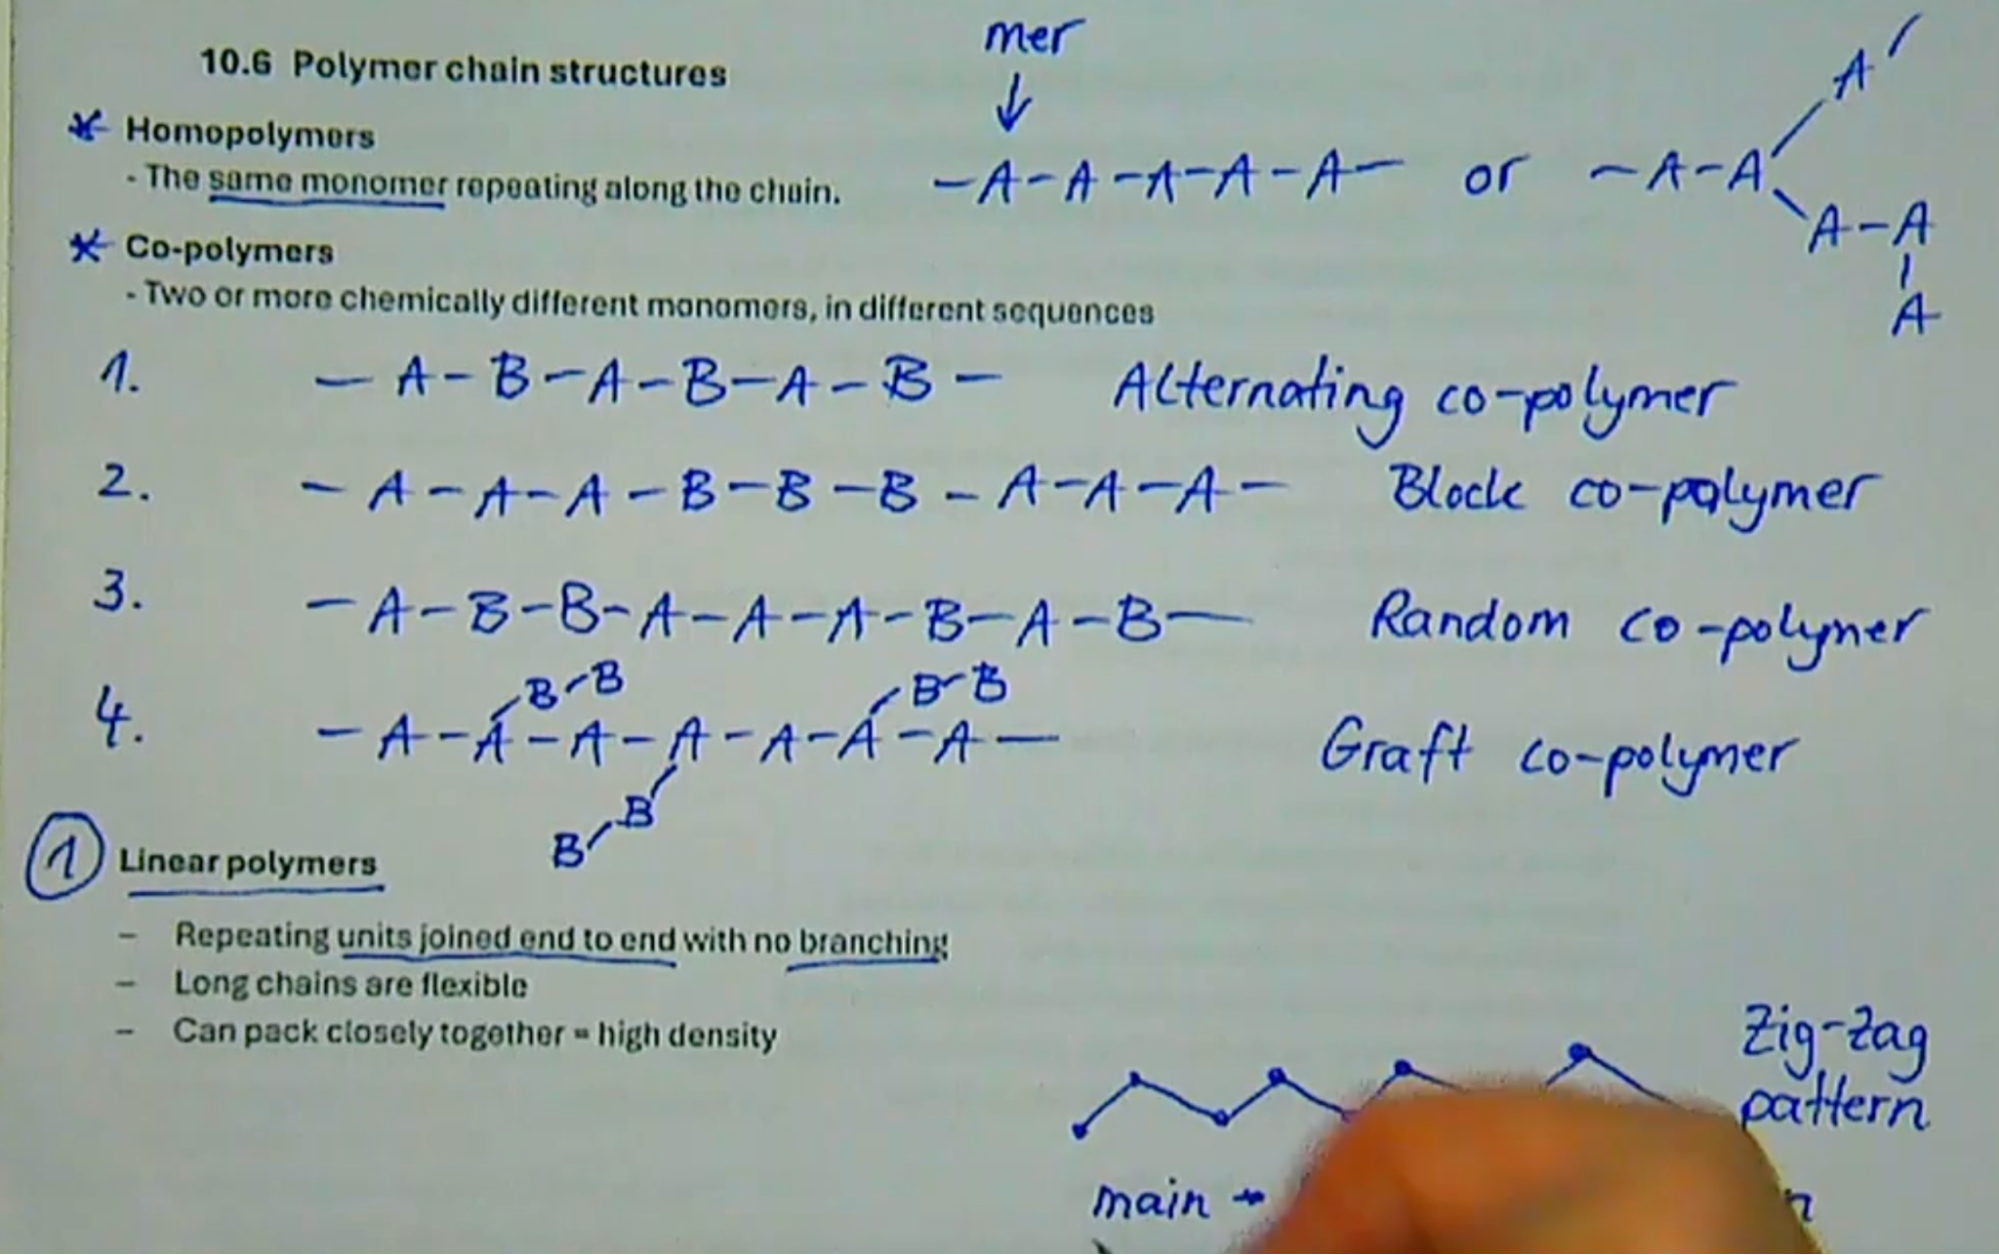 mer
10.6 Polymer chain structures
Homopolymers
- The same monomer repeating along the chain.
-A-A-A-A-A- or -A-A
A
A-A
A
Co-polymers
- Two or more chemically different monomers, in different sequences
1. -A-B-A-B-A-B- Alternating co-polymer
2. -A-A-A-B-B-B-A-A-A- Block co-polymer
3. -A-B-B-A-A-A-B-A-B- Random co-polymer
B-B B-B
4. -A-A-A-A-A-A-A- Graft co-polymer
B
B
1 Linear polymers
- Repeating units joined end to end with no branching
- Long chains are flexible
- Can pack closely together = high density
Zig-zag
pattern
main